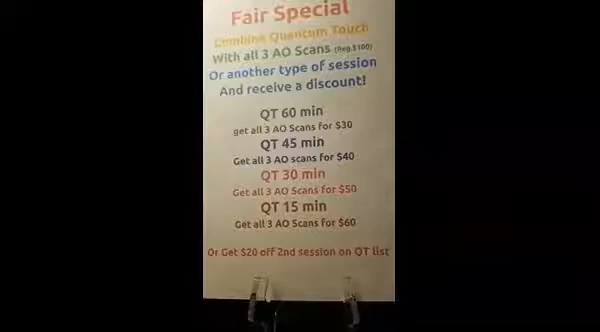 Fair Special
Combine Quantum Touch
With all 3 AO Scans (Reg.$100)
Or another type of session
And receive a discount!
QT 60 min
get all 3 AO Scans for $30
QT 45 min
Get all 3 AO scans for $40
QT 30 min
Get all 3 AO Scans for $50
QT 15 min
Get all 3 AO Scans for $60
Or Get $20 off 2nd session on QT list